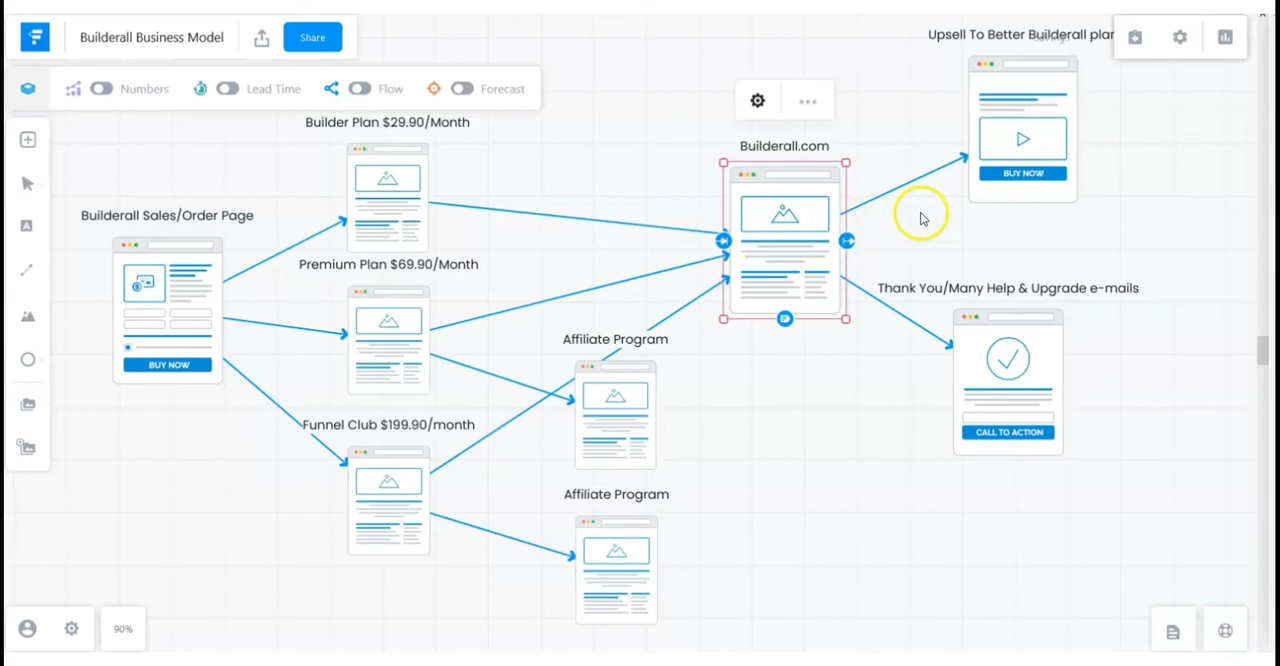 Builderall Business Model
Share
Numbers
Lead Time
Flow
Forecast
Upsell To Better Builderall plan
BUY NOW
Builder Plan $29.90/Month
Builderall.com
Builderall Sales/Order Page
BUY NOW
Premium Plan $69.90/Month
Thank You/Many Help & Upgrade e-mails
CALL TO ACTION
Affiliate Program
Funnel Club $199.90/month
Affiliate Program
90%